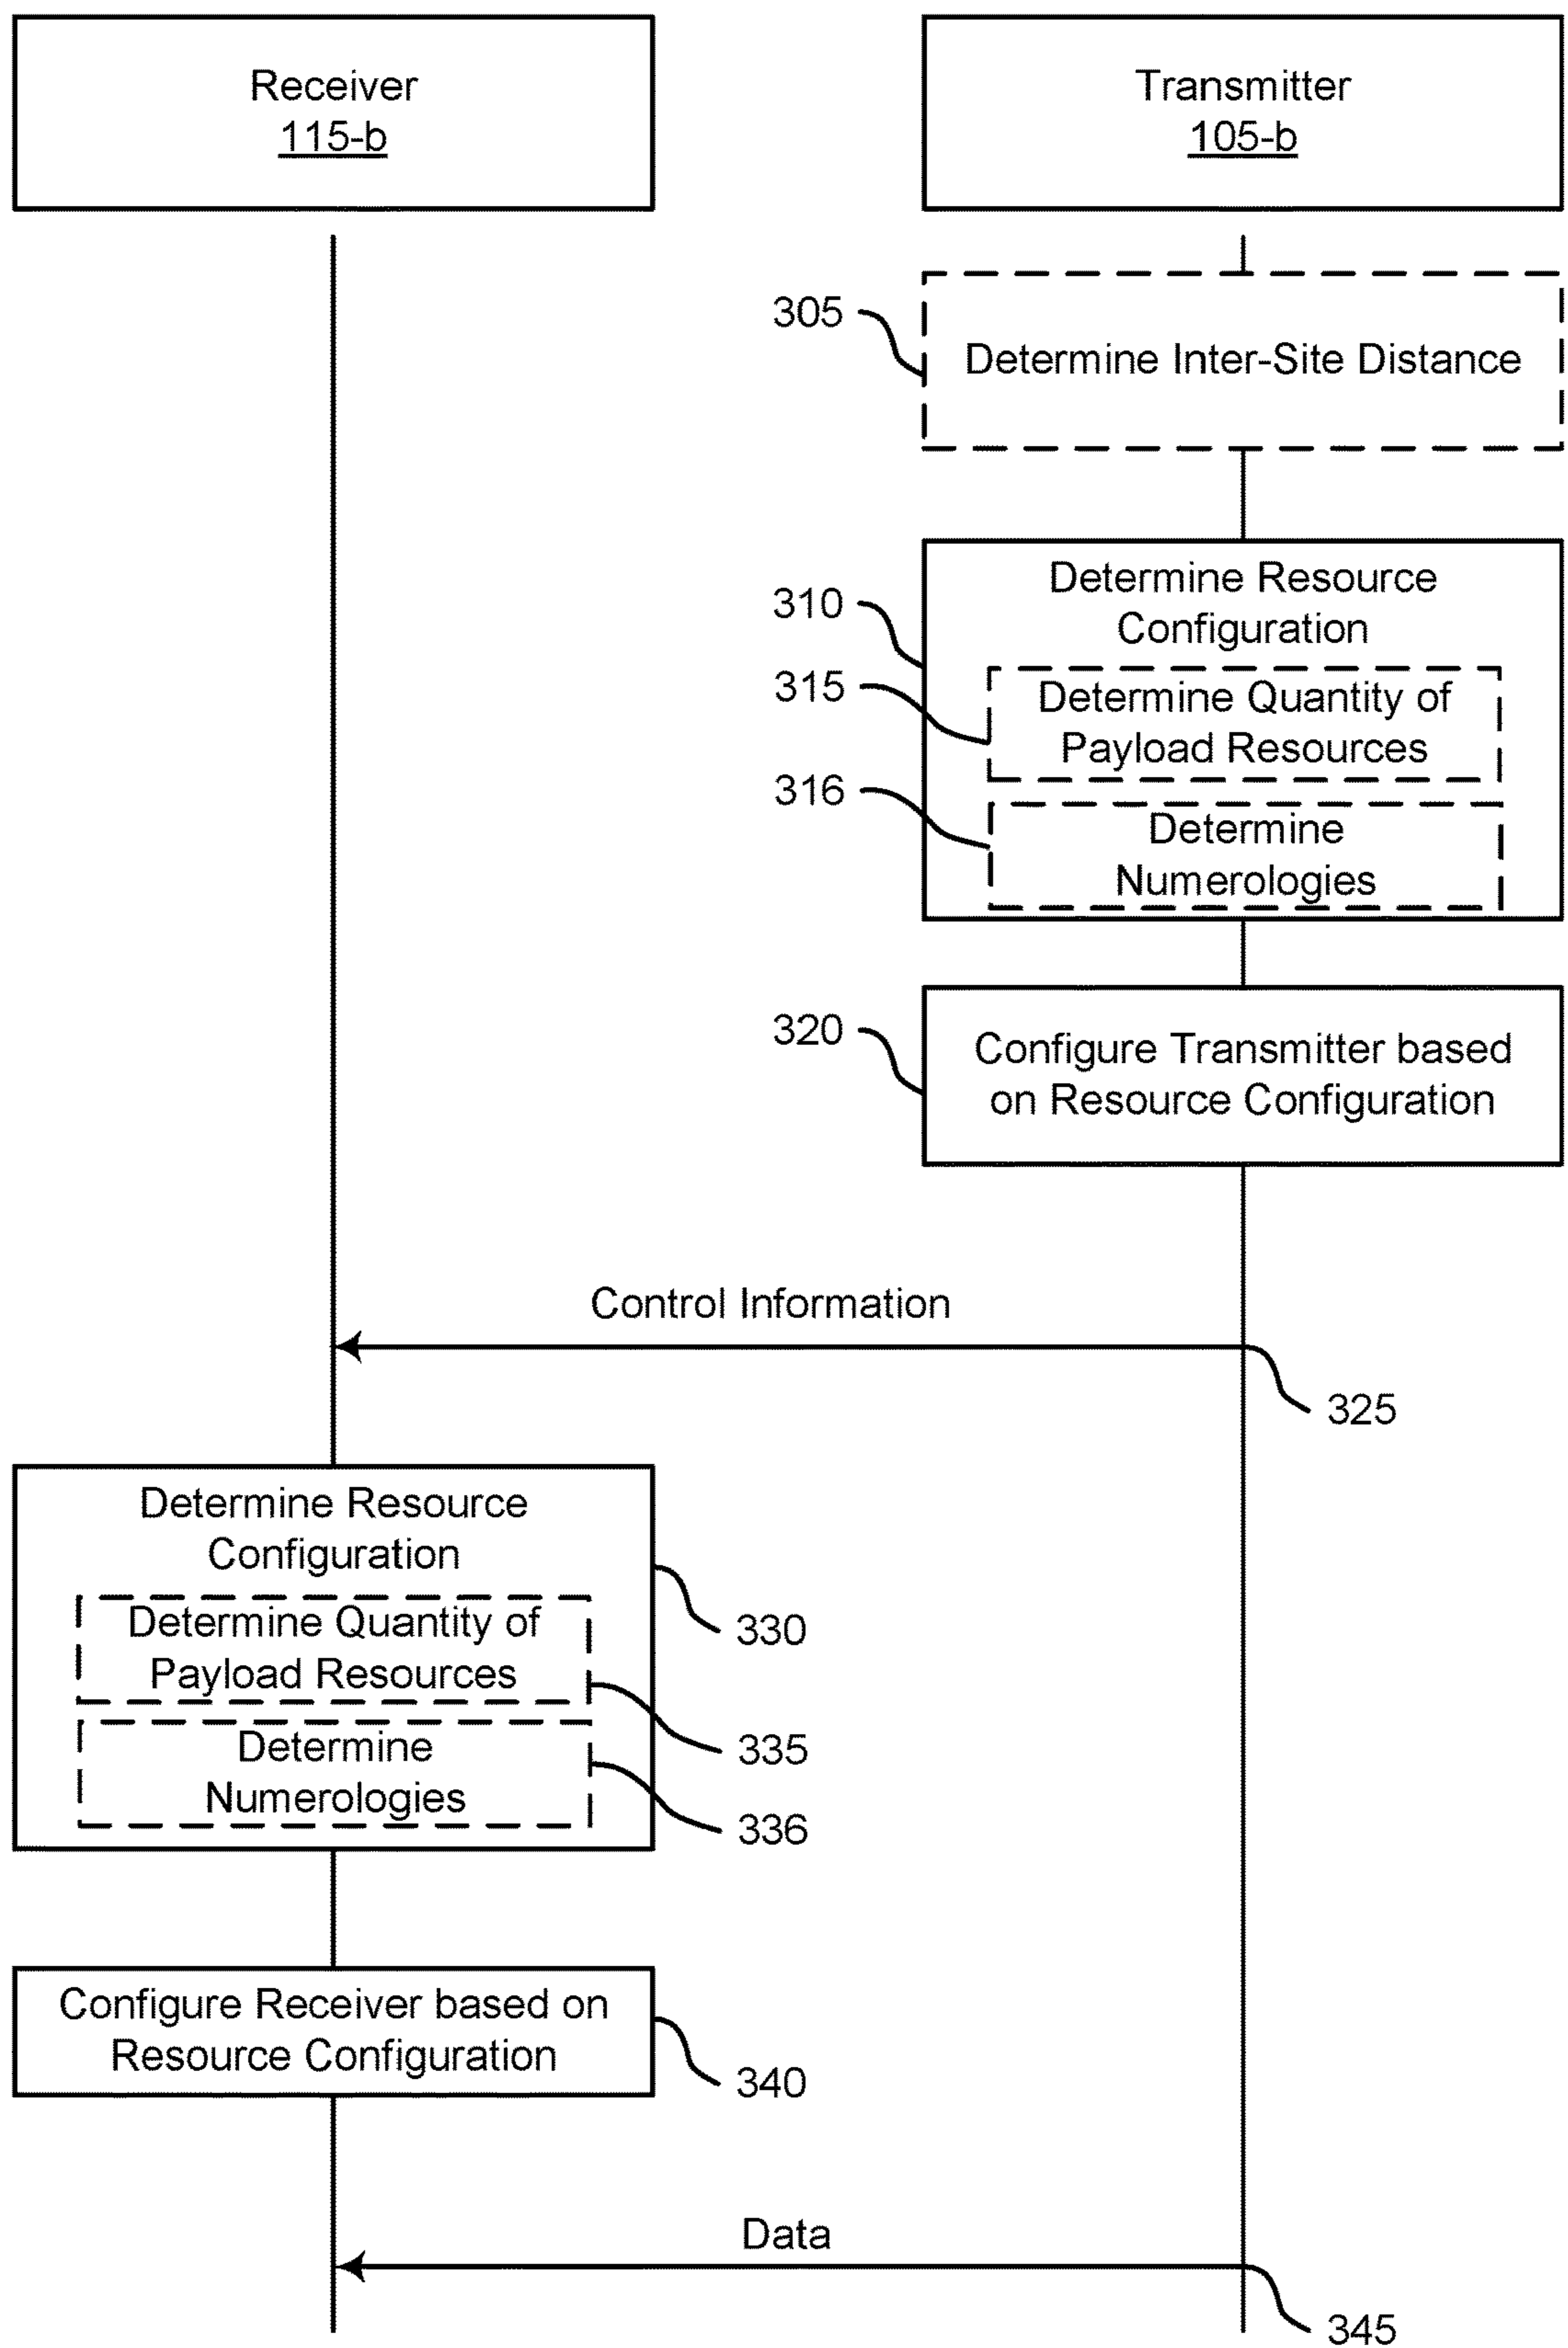 Receiver
115-b
Transmitter
105-b
305
Determine Inter-Site Distance
310
Determine Resource
Configuration
315
Determine Quantity of
Payload Resources
316
Determine
Numerologies
320
Configure Transmitter based
on Resource Configuration
Control Information
325
Determine Resource
Configuration
330
Determine Quantity of
Payload Resources
335
Determine
Numerologies
336
Configure Receiver based on
Resource Configuration
340
Data
345